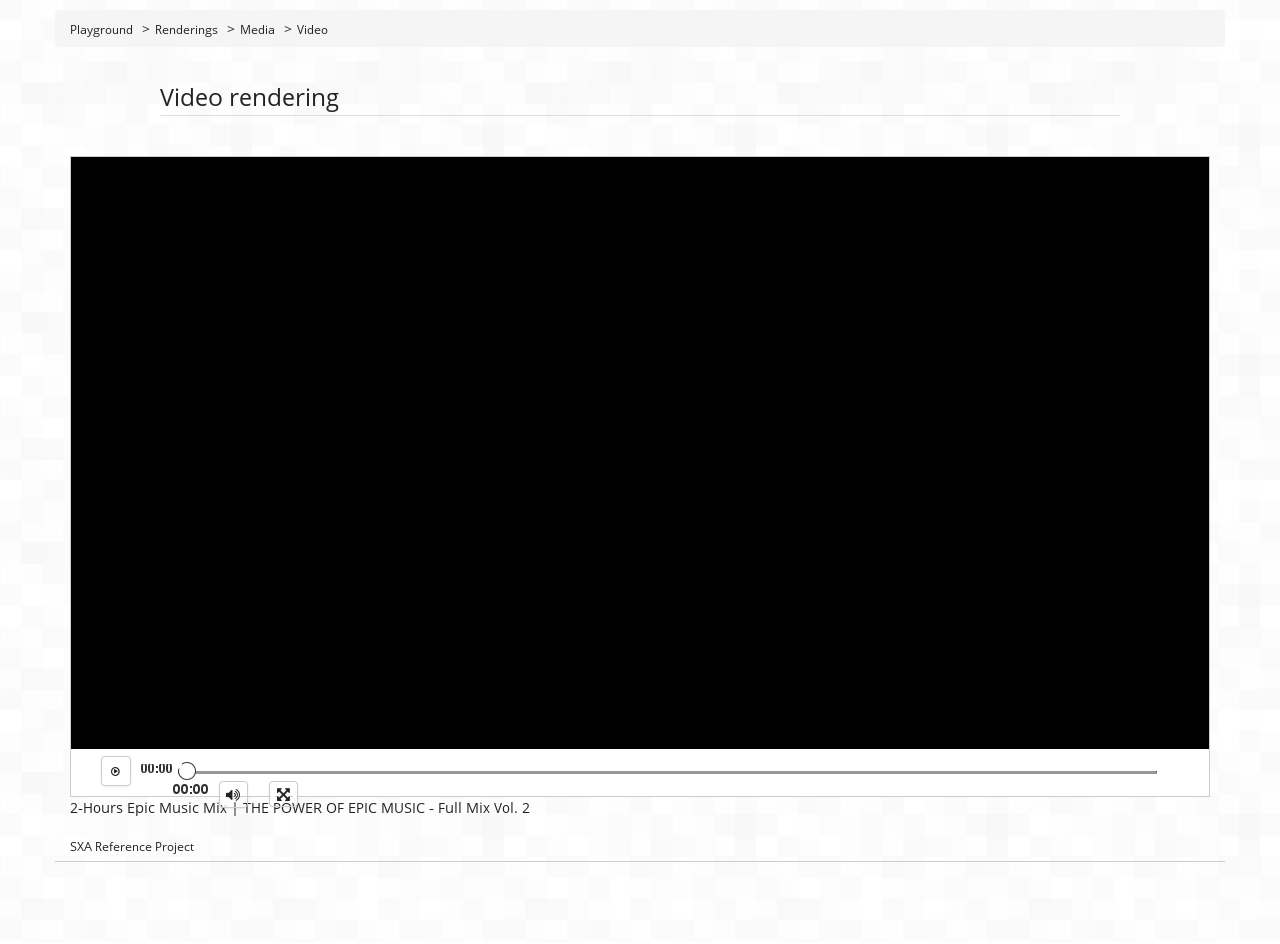 Playground > Renderings > Media > Video
Video rendering
00:00
00:00
2-Hours Epic Music Mix | THE POWER OF EPIC MUSIC - Full Mix Vol. 2
SXA Reference Project